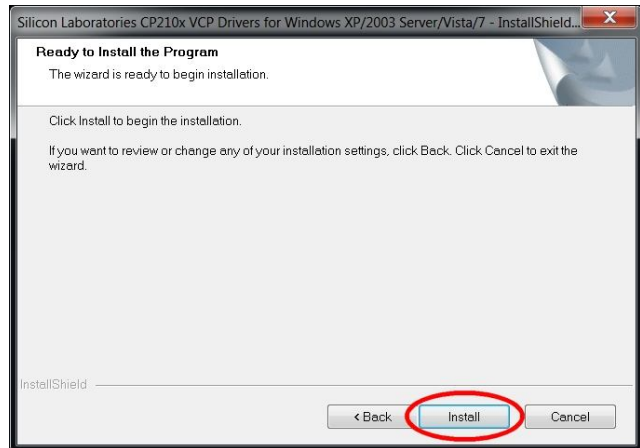 Silicon Laboratories CP210x VCP Drivers for Windows XP/2003 Server/Vista/7 - InstallShield...
Ready to Install the Program
The wizard is ready to begin installation.
Click Install to begin the installation.
If you want to review or change any of your installation settings, click Back. Click Cancel to exit the
wizard.
InstallShield
< Back Install Cancel